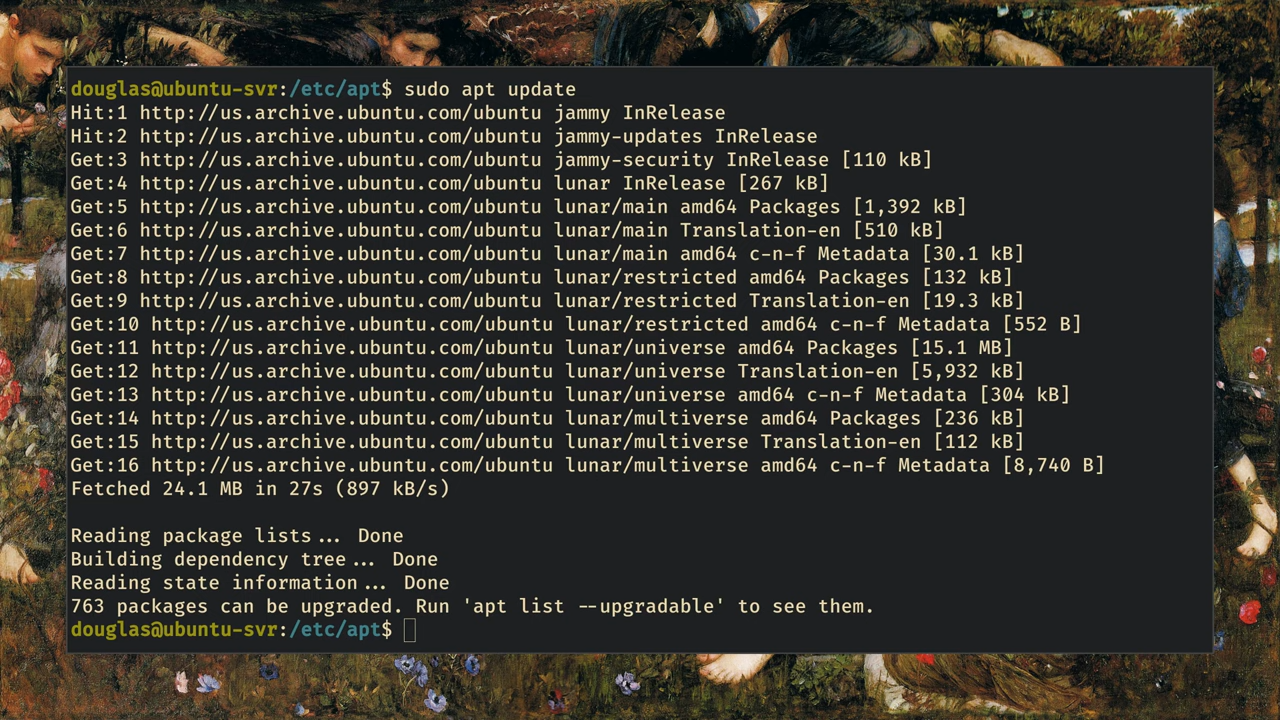 douglas@ubuntu-svr:/etc/apt$ sudo apt update
Hit:1 http://us.archive.ubuntu.com/ubuntu jammy InRelease
Hit:2 http://us.archive.ubuntu.com/ubuntu jammy-updates InRelease
Get:3 http://us.archive.ubuntu.com/ubuntu jammy-security InRelease [110 kB]
Get:4 http://us.archive.ubuntu.com/ubuntu lunar InRelease [267 kB]
Get:5 http://us.archive.ubuntu.com/ubuntu lunar/main amd64 Packages [1,392 kB]
Get:6 http://us.archive.ubuntu.com/ubuntu lunar/main Translation-en [510 kB]
Get:7 http://us.archive.ubuntu.com/ubuntu lunar/main amd64 c-n-f Metadata [30.1 kB]
Get:8 http://us.archive.ubuntu.com/ubuntu lunar/restricted amd64 Packages [132 kB]
Get:9 http://us.archive.ubuntu.com/ubuntu lunar/restricted Translation-en [19.3 kB]
Get:10 http://us.archive.ubuntu.com/ubuntu lunar/restricted amd64 c-n-f Metadata [552 B]
Get:11 http://us.archive.ubuntu.com/ubuntu lunar/universe amd64 Packages [15.1 MB]
Get:12 http://us.archive.ubuntu.com/ubuntu lunar/universe Translation-en [5,932 kB]
Get:13 http://us.archive.ubuntu.com/ubuntu lunar/universe amd64 c-n-f Metadata [304 kB]
Get:14 http://us.archive.ubuntu.com/ubuntu lunar/multiverse amd64 Packages [236 kB]
Get:15 http://us.archive.ubuntu.com/ubuntu lunar/multiverse Translation-en [112 kB]
Get:16 http://us.archive.ubuntu.com/ubuntu lunar/multiverse amd64 c-n-f Metadata [8,740 B]
Fetched 24.1 MB in 27s (897 kB/s)
Reading package lists... Done
Building dependency tree... Done
Reading state information... Done
763 packages can be upgraded. Run 'apt list --upgradable' to see them.
douglas@ubuntu-svr:/etc/apt$